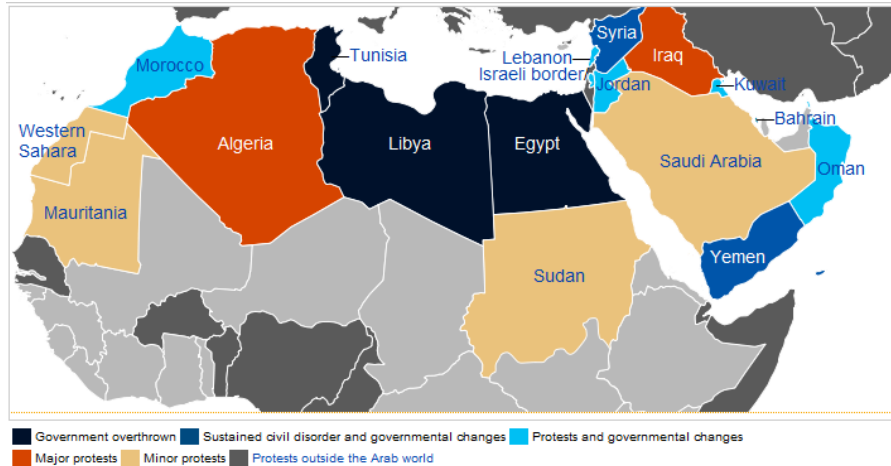 Syria
Tunisia
Lebanon
Iraq
Morocco
Israeli border
Jordan
Kuwait
Bahrain
Western
Sahara
Algeria
Libya
Egypt
Saudi Arabia
Oman
Mauritania
Yemen
Sudan
Government overthrown Sustained civil disorder and governmental changes Protests and governmental changes
Major protests Minor protests Protests outside the Arab world